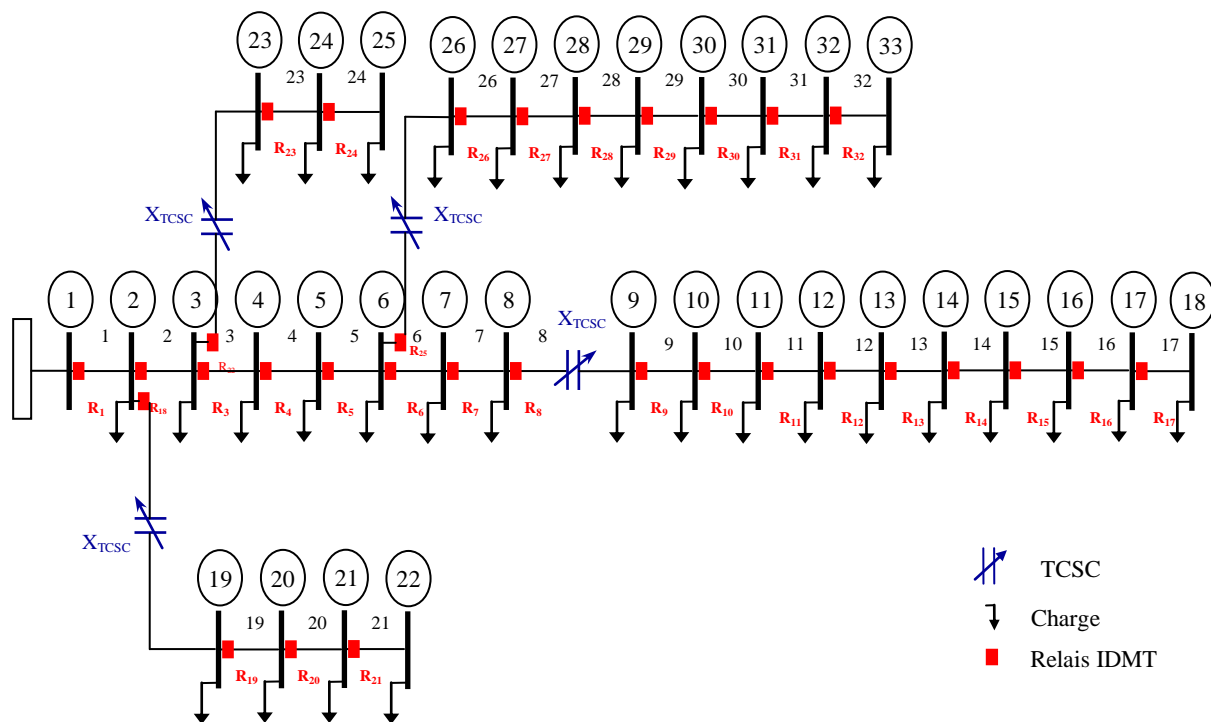 23 24 25 26 27 28 29 30 31 32 33
23 24 26 27 28 29 30 31 32
R23 R24 R26 R27 R28 R29 R30 R31 R32
XTCSC XTCSC
1 2 3 4 5 6 7 8 9 10 11 12 13 14 15 16 17 18
XTCSC
1 2 3 4 5 6 7 8 9 10 11 12 13 14 15 16 17
R22 R25
R1 R18 R3 R4 R5 R6 R7 R8 R9 R10 R11 R12 R13 R14 R15 R16 R17
XTCSC
19 20 21 22
19 20 21
R19 R20 R21
TCSC
Charge
Relais IDMT